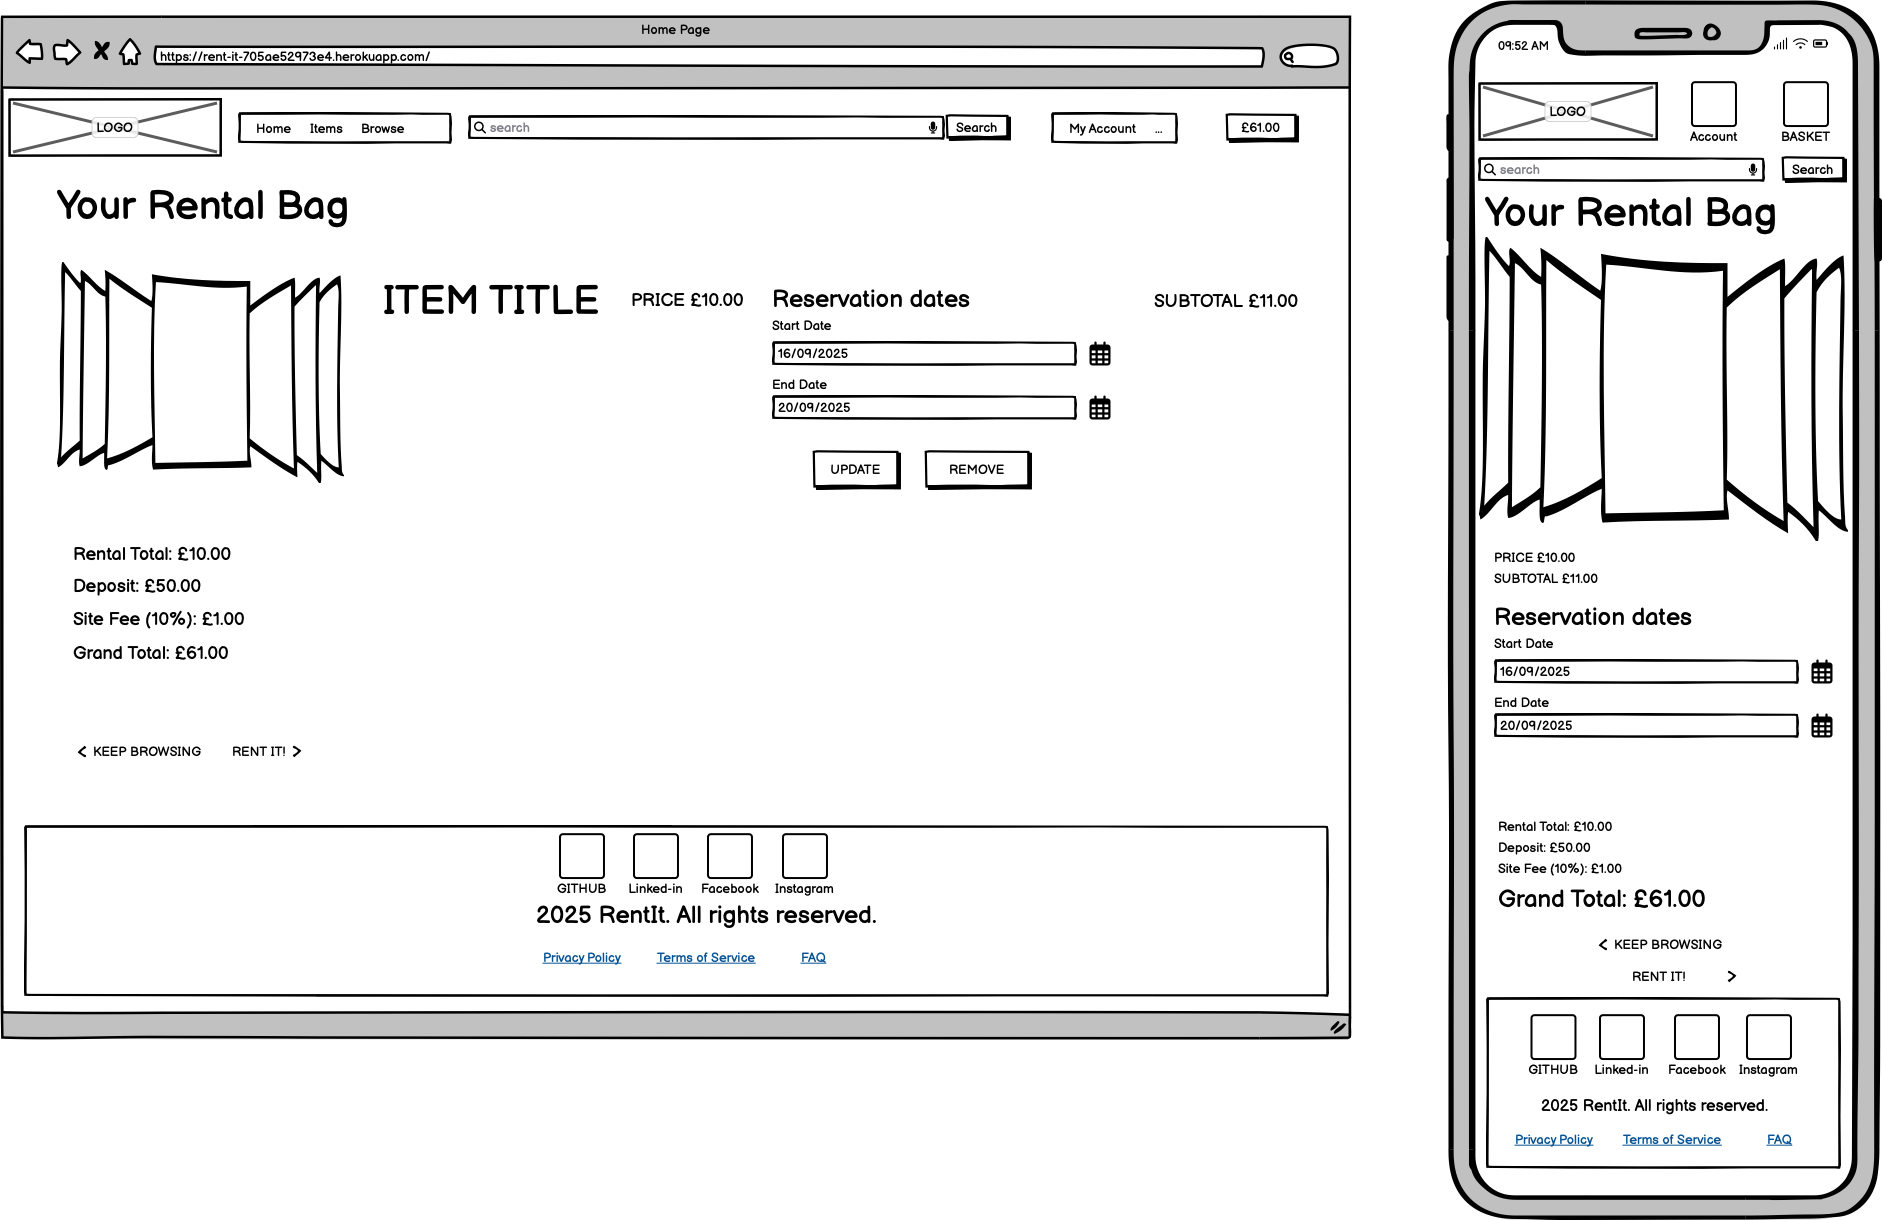 Home Page
https://rent-it-705ae52973e4.herokuapp.com/
LOGO
Home Items Browse
search
Search
My Account ...
£61.00
Your Rental Bag
ITEM TITLE
PRICE £10.00
Reservation dates
SUBTOTAL £11.00
Start Date
16/09/2025
End Date
20/09/2025
UPDATE
REMOVE
Rental Total: £10.00
Deposit: £50.00
Site Fee (10%): £1.00
Grand Total: £61.00
KEEP BROWSING
RENT IT!
GITHUB Linked-in Facebook Instagram
2025 RentIt. All rights reserved.
Privacy Policy Terms of Service FAQ
09:52 AM
LOGO
Account
BASKET
search
Search
Your Rental Bag
PRICE £10.00
SUBTOTAL £11.00
Reservation dates
Start Date
16/09/2025
End Date
20/09/2025
Rental Total: £10.00
Deposit: £50.00
Site Fee (10%): £1.00
Grand Total: £61.00
KEEP BROWSING
RENT IT!
GITHUB Linked-in Facebook Instagram
2025 RentIt. All rights reserved.
Privacy Policy Terms of Service FAQ